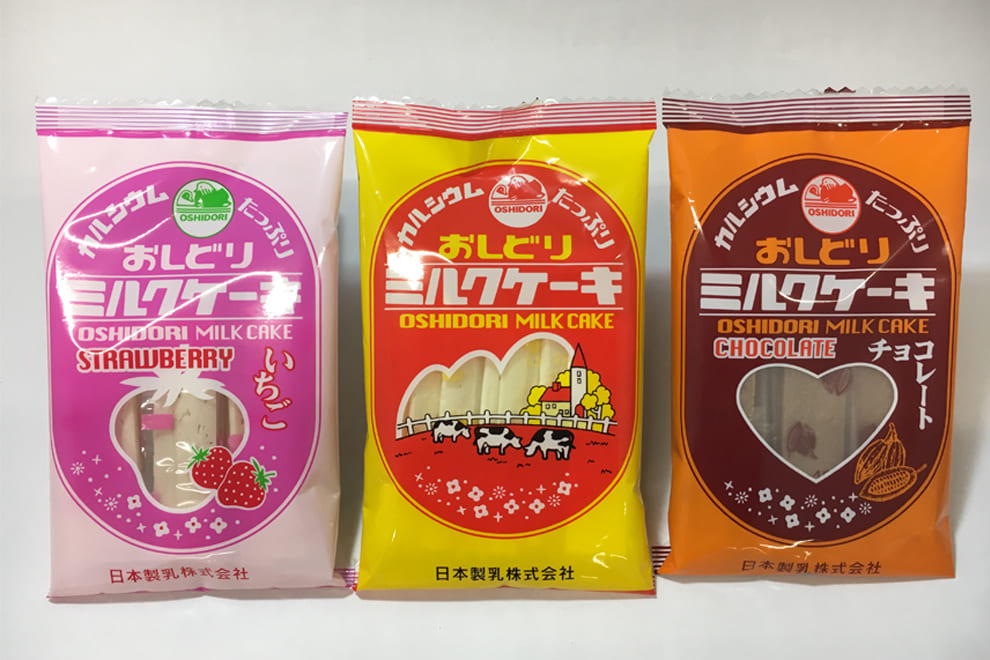 カルシウム たっぷり
OSHIDORI
おしどり
ミルクケーキ
OSHIDORI MILK CAKE
STRAWBERRY
いちご
日本製乳株式会社
カルシウム たっぷり
OSHIDORI
おしどり
ミルクケーキ
OSHIDORI MILK CAKE
日本製乳株式会社
カルシウム たっぷり
OSHIDORI
おしどり
ミルクケーキ
OSHIDORI MILK CAKE
CHOCOLATE
チョコレート
日本製乳株式会社